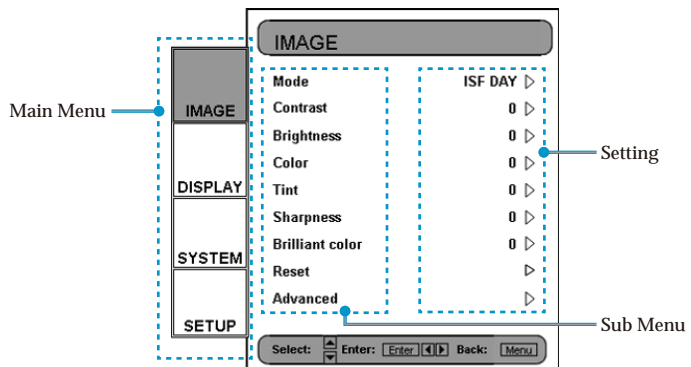 IMAGE
Mode ISF DAY
Main Menu
IMAGE
Contrast 0
Brightness 0
Setting
Color 0
DISPLAY
Tint 0
Sharpness 0
Brilliant color 0
SYSTEM
Reset
Advanced
SETUP
Sub Menu
Select: Enter: Enter Back: Menu